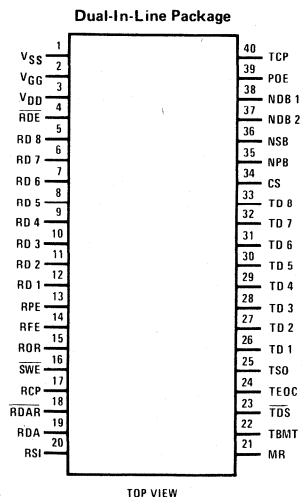 Dual-In-Line Package
1 VSS
2 VGG
3 VDD
4 R̅D̅E̅
5 RD 8
6 RD 7
7 RD 6
8 RD 5
9 RD 4
10 RD 3
11 RD 2
12 RD 1
13 RPE
14 RFE
15 ROR
16 S̅W̅E̅
17 RCP
18 R̅D̅A̅R̅
19 RDA
20 RSI
40 TCP
39 POE
38 NDB 1
37 NDB 2
36 NSB
35 NPB
34 CS
33 TD 8
32 TD 7
31 TD 6
30 TD 5
29 TD 4
28 TD 3
27 TD 2
26 TD 1
25 TSO
24 TEOC
23 T̅D̅S̅
22 TBMT
21 MR
TOP VIEW